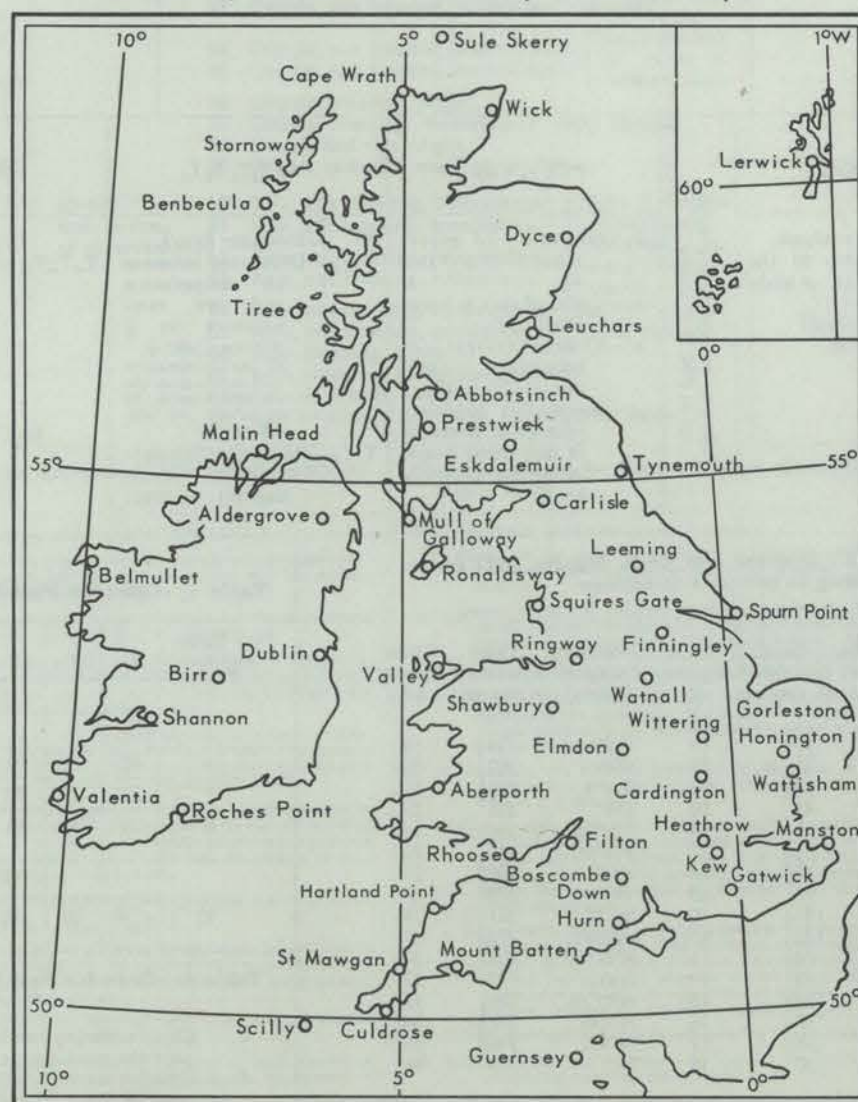 10°
5°
Sule Skerry
1°W
Cape Wrath
Wick
Stornoway
Lerwick
60°
Benbecula
Dyce
Tiree
Leuchars
0°
Abbotsinch
Prestwick
Malin Head
Eskdalemuir
55°
Tynemouth
55°
Carlisle
Aldergrove
Mull of
Galloway
Leeming
Belmullet
Ronaldsway
Squires Gate
Spurn Point
Ringway
Finningley
Dublin
Birr
Valley
Watnall
Shawbury
Gorleston
Shannon
Wittering
Honington
Elmdon
Valentia
Aberporth
Cardington
Wattisham
Roches Point
Heathrow
Manston
Rhoose
Filton
Kew
Boscombe
Down
Gatwick
Hartland Point
Hurn
St Mawgan
Mount Batten
50°
50°
Scilly
Culdrose
Guernsey
10°
5°
0°